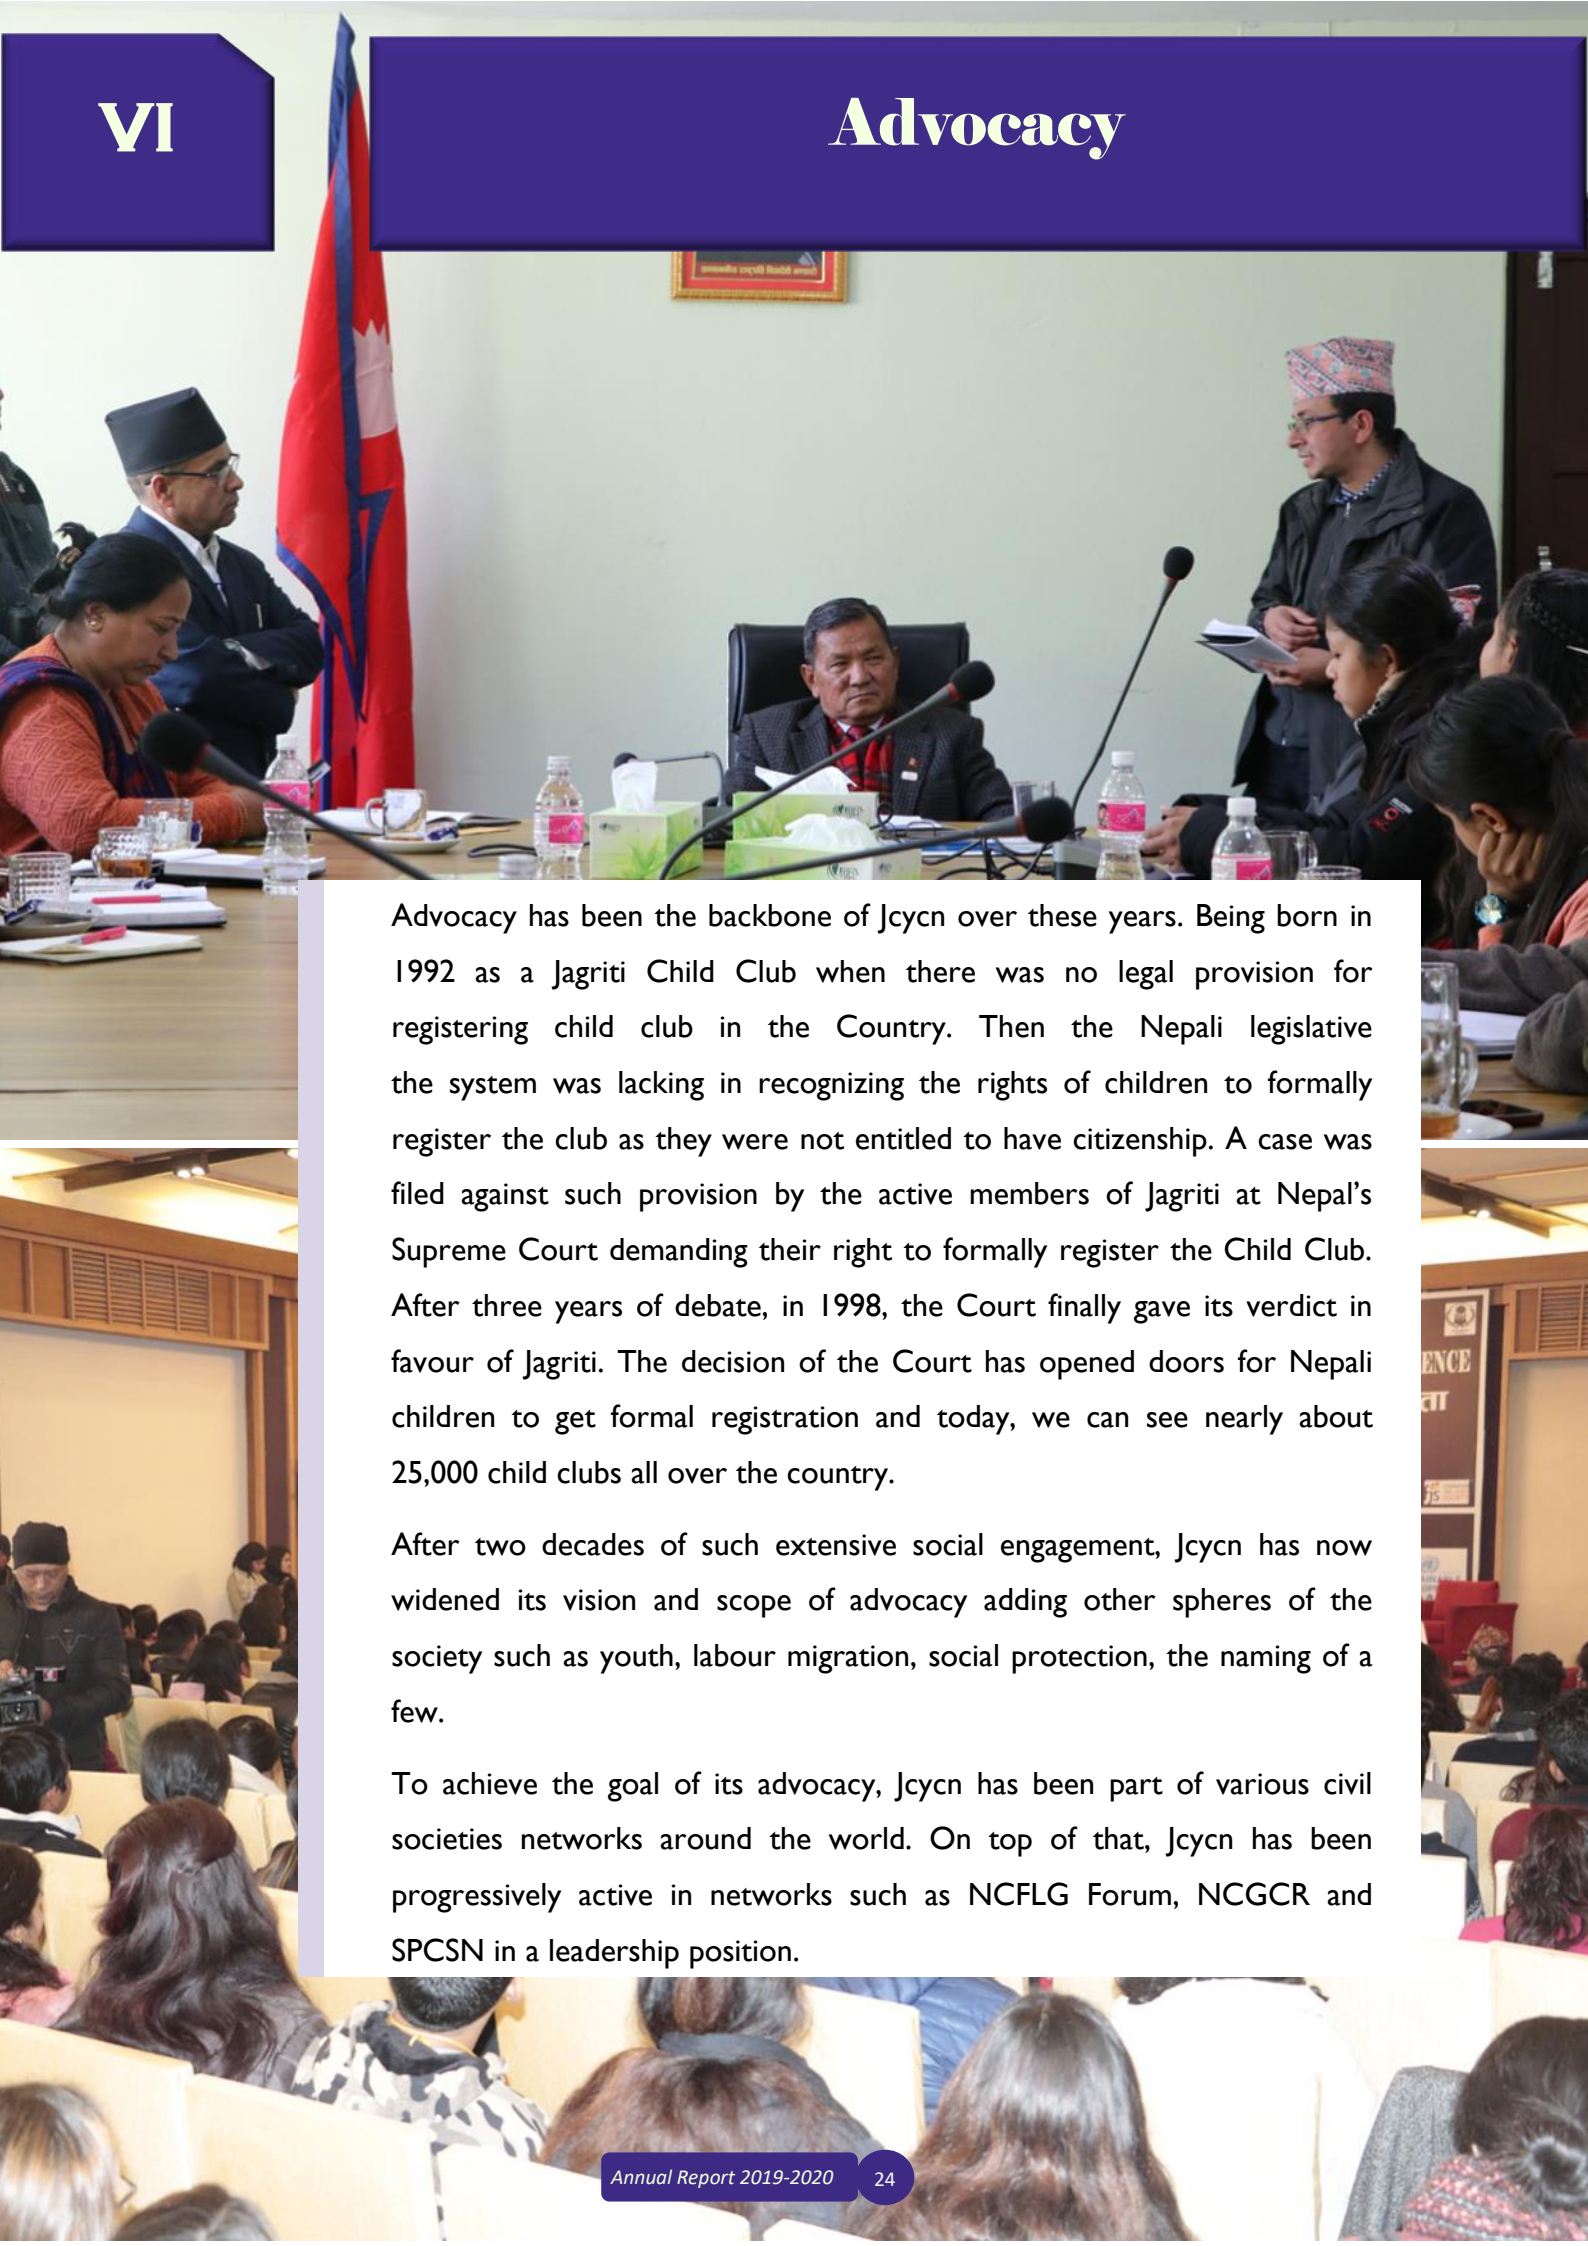 VI
Advocacy
Advocacy has been the backbone of Jcycn over these years. Being born in
1992 as a Jagriti Child Club when there was no legal provision for
registering child club in the Country. Then the Nepali legislative
the system was lacking in recognizing the rights of children to formally
register the club as they were not entitled to have citizenship. A case was
filed against such provision by the active members of Jagriti at Nepal’s
Supreme Court demanding their right to formally register the Child Club.
After three years of debate, in 1998, the Court finally gave its verdict in
favour of Jagriti. The decision of the Court has opened doors for Nepali
children to get formal registration and today, we can see nearly about
25,000 child clubs all over the country.
ENCE
After two decades of such extensive social engagement, Jcycn has now
widened its vision and scope of advocacy adding other spheres of the
society such as youth, labour migration, social protection, the naming of a
few.
To achieve the goal of its advocacy, Jcycn has been part of various civil
societies networks around the world. On top of that, Jcycn has been
progressively active in networks such as NCFLG Forum, NCGCR and
SPCSN in a leadership position.
Annual Report 2019-2020
24